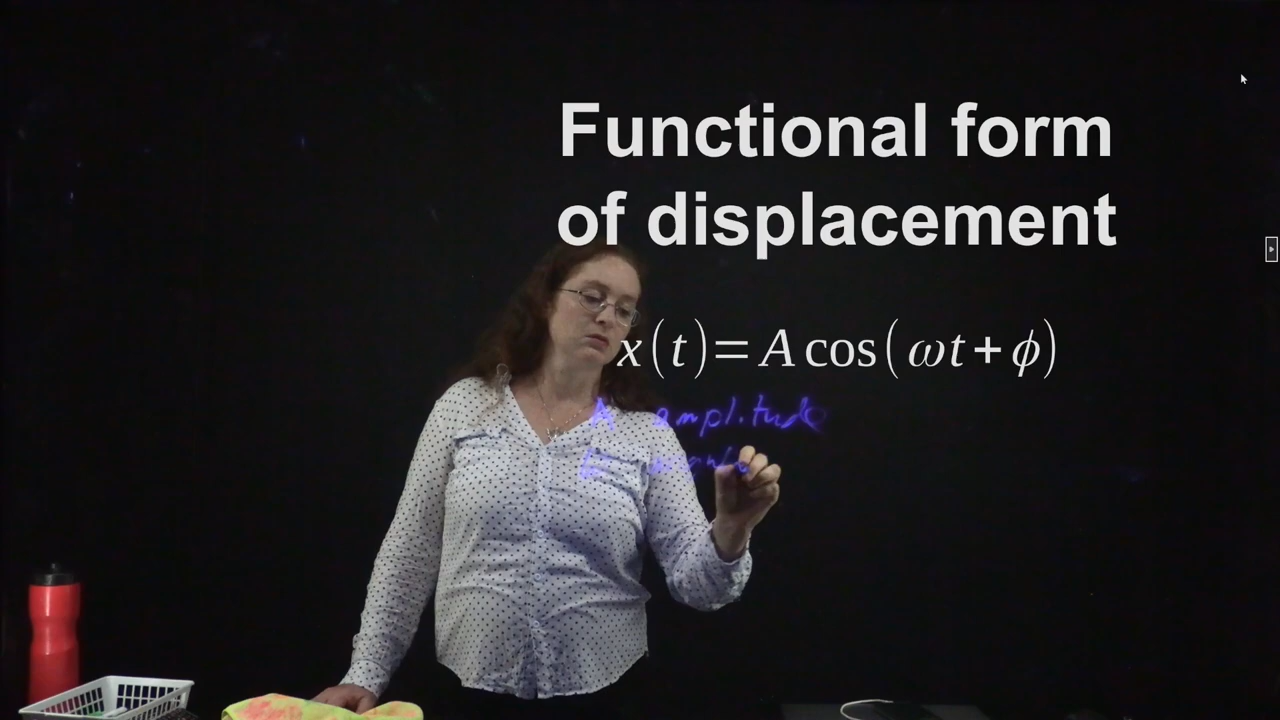 Functional form
of displacement
x(t)=A cos(ωt+ϕ)
A amplitude